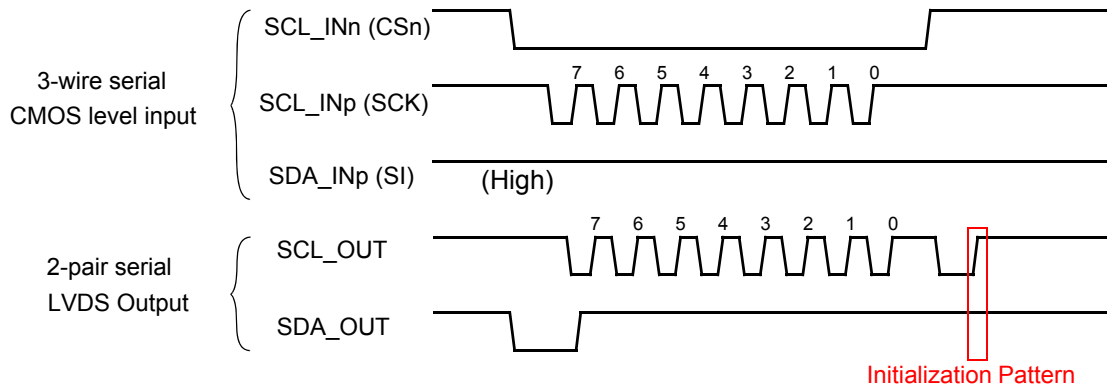 SCL_INn (CSn)
3-wire serial
CMOS level input
7 6 5 4 3 2 1 0
SCL_INp (SCK)
SDA_INp (SI)
(High)
7 6 5 4 3 2 1 0
SCL_OUT
2-pair serial
LVDS Output
SDA_OUT
Initialization Pattern